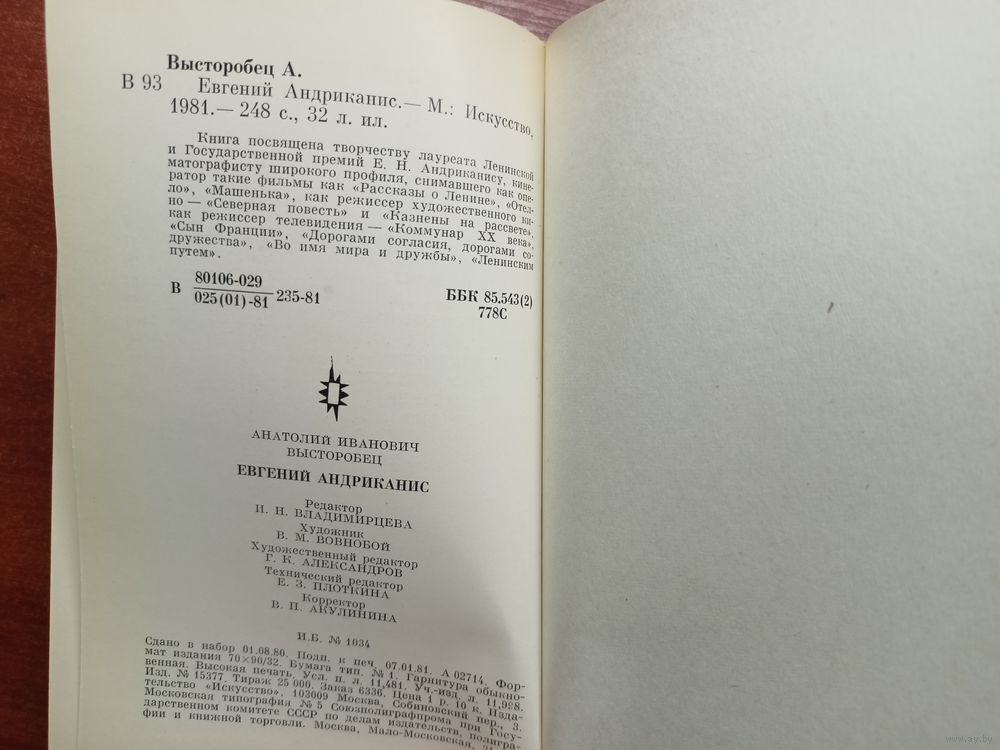 Высторобец А.
В 93 Евгений Андриканис.— М.: Искусство,
1981.— 248 с., 32 л. ил.
Книга посвящена творчеству лауреата Ленинской
и Государственной премий Е. Н. Андриканису, кине-
матографисту широкого профиля, снимавшего как опе-
ратор такие фильмы как «Рассказы о Ленине», «Отел-
ло», «Машенька», как режиссер художественного ки-
но — «Северная повесть» и «Казнены на рассвете»,
как режиссер телевидения — «Коммунар XX века»,
«Сын Франции», «Дорогами согласия, дорогами со-
дружества», «Во имя мира и дружбы», «Ленинским
путем».
В 80106-029
025(01)-81 235-81
ББК 85.543(2)
778С
АНАТОЛИЙ ИВАНОВИЧ
ВЫСТОРОБЕЦ
ЕВГЕНИЙ АНДРИКАНИС
Редактор
И. Н. ВЛАДИМИРЦЕВА
Художник
В. М. ВОВНОБОЙ
Художественный редактор
Г. К. АЛЕКСАНДРОВ
Технический редактор
Е. З. ПЛОТКИНА
Корректор
В. П. АКУЛИНИНА
И.Б. № 1034
Сдано в набор 01.08.80. Подп. к печ. 07.01.81. А 02714. Фор-
мат издания 70×90/32. Бумага тип. № 1. Гарнитура обыкно-
венная. Высокая печать. Усл. п. л. 11,481. Уч.-изд. л. 11,998.
Изд. № 15377. Тираж 25 000. Заказ 6336. Цена 1 р. 10 к. Изда-
тельство «Искусство», 103009 Москва, Собиновский пер., 3.
Московская типография № 5 Союзполиграфпрома при Госу-
дарственном комитете СССР по делам издательств, полигра-
фии и книжной торговли. Москва, Мало-Московская, 21.
www.ay.by